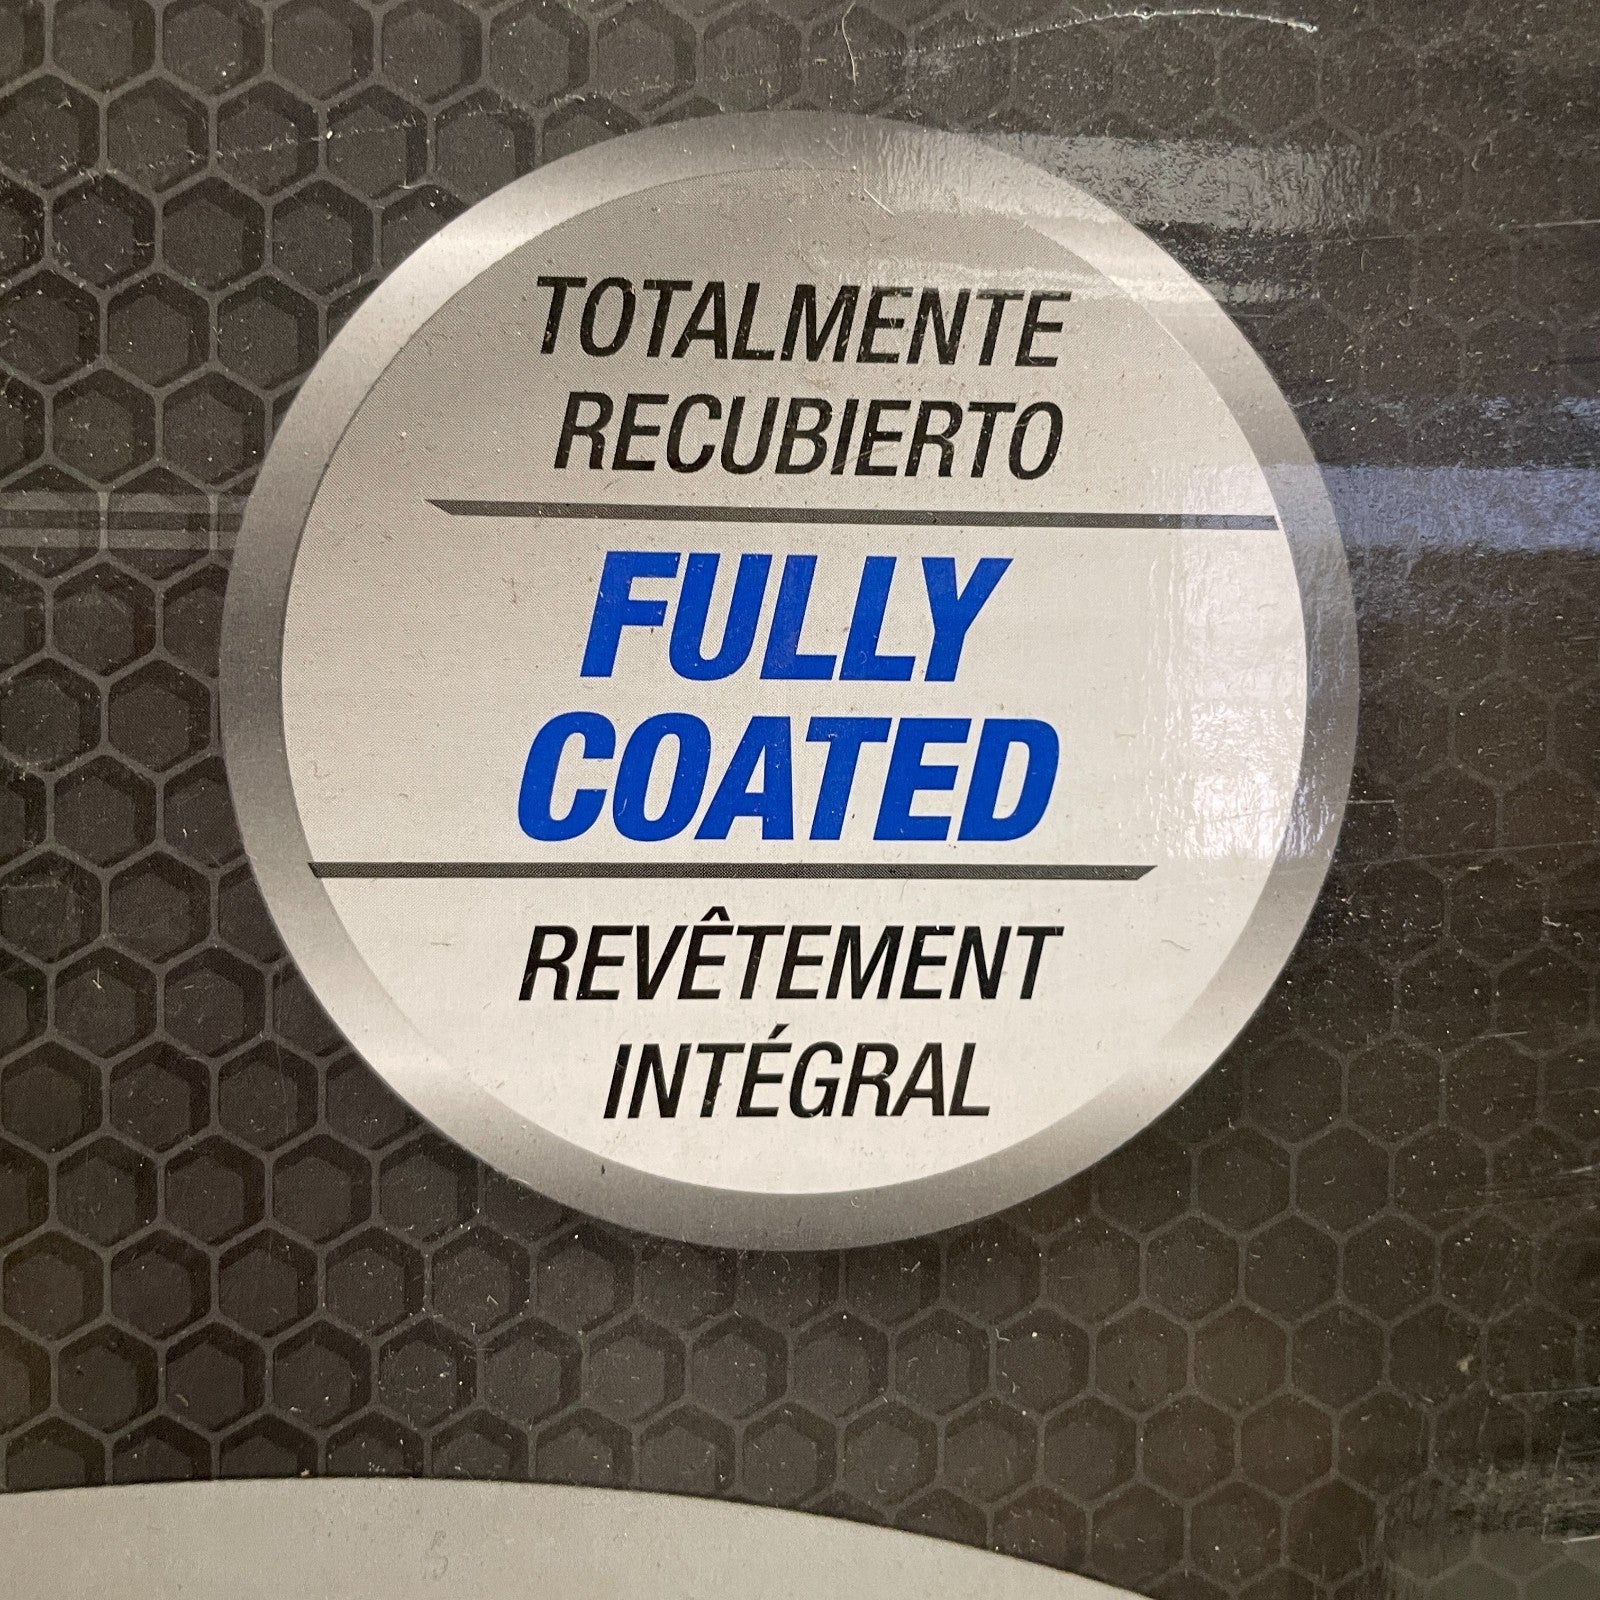 TOTALMENTE
RECUBIERTO
FULLY
COATED
REVÊTEMENT
INTÉGRAL